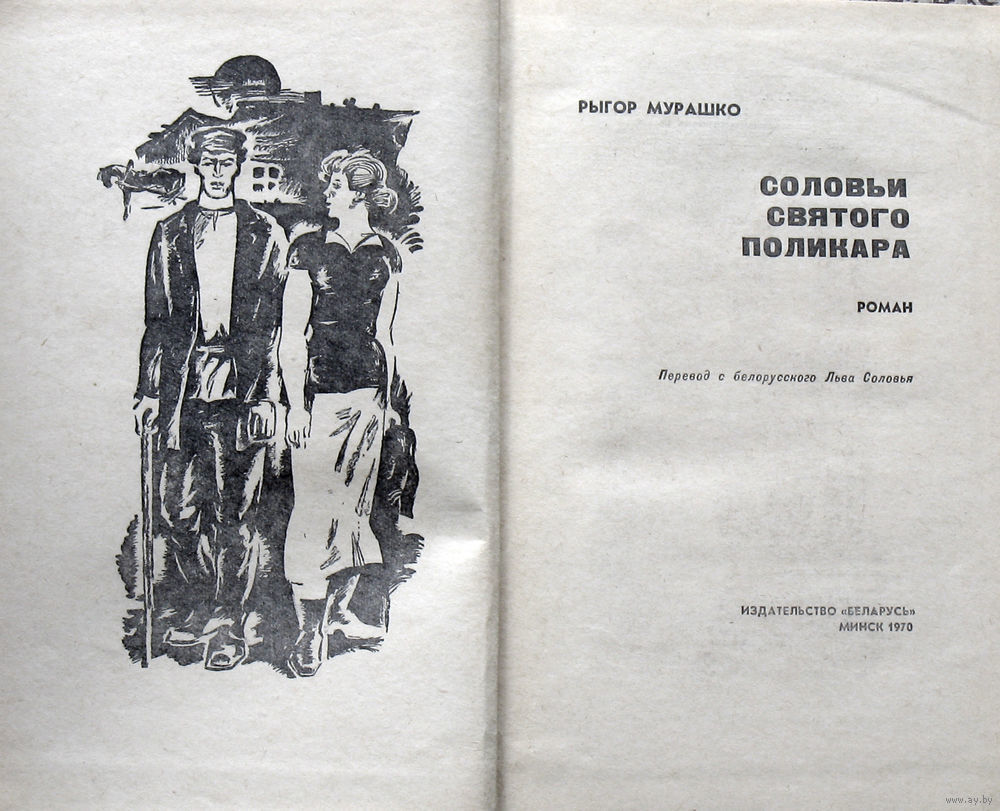 РЫГОР МУРАШКО
СОЛОВЬИ
СВЯТОГО
ПОЛИКАРА
РОМАН
Перевод с белорусского Льва Соловья
ИЗДАТЕЛЬСТВО «БЕЛАРУСЬ»
МИНСК 1970
www.ay.by